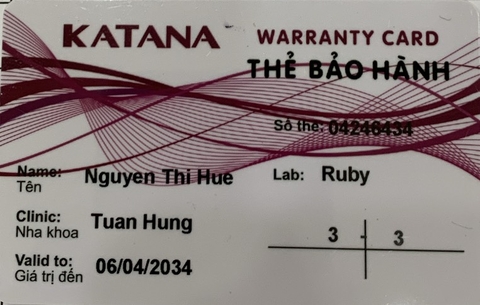 KATANA WARRANTY CARD
THẺ BẢO HÀNH
Số thẻ: 04246434
Name: Nguyen Thi Hue Lab: Ruby
Tên
Clinic: Tuan Hung
Nha khoa
3 - 3
Valid to: 06/04/2034
Giá trị đến